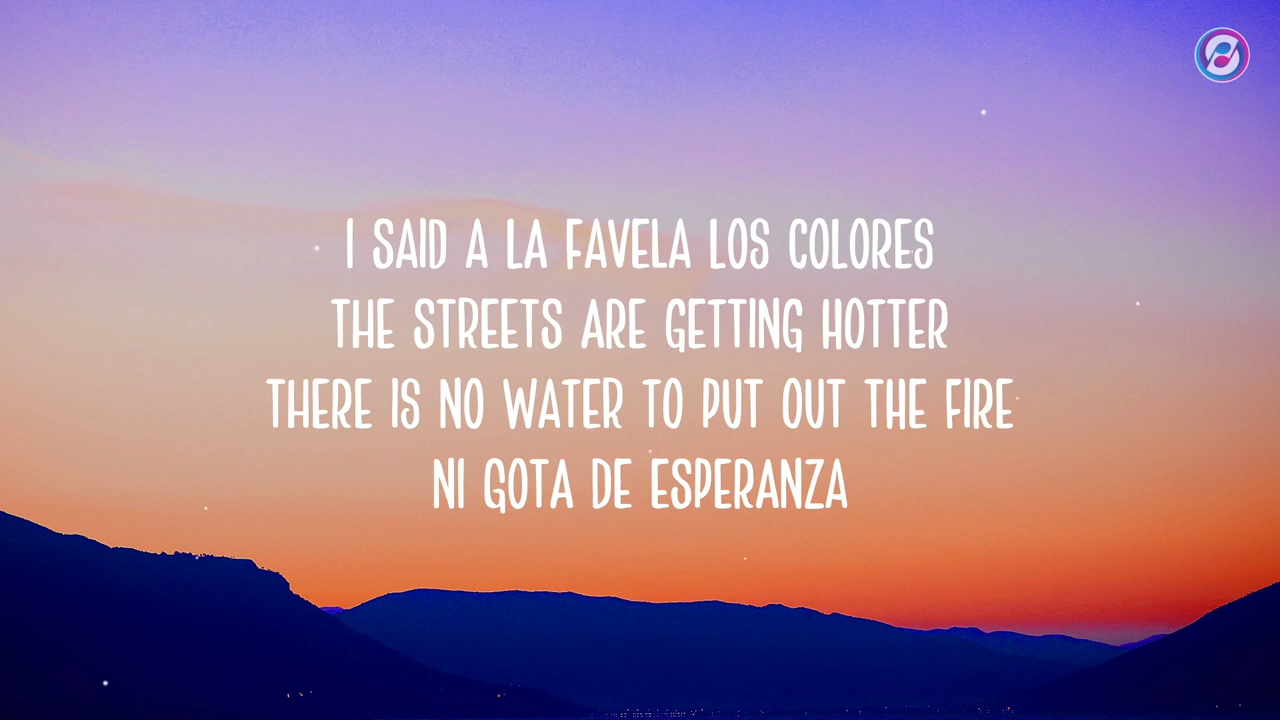 I SAID A LA FAVELA LOS COLORES
THE STREETS ARE GETTING HOTTER
THERE IS NO WATER TO PUT OUT THE FIRE
NI GOTA DE ESPERANZA